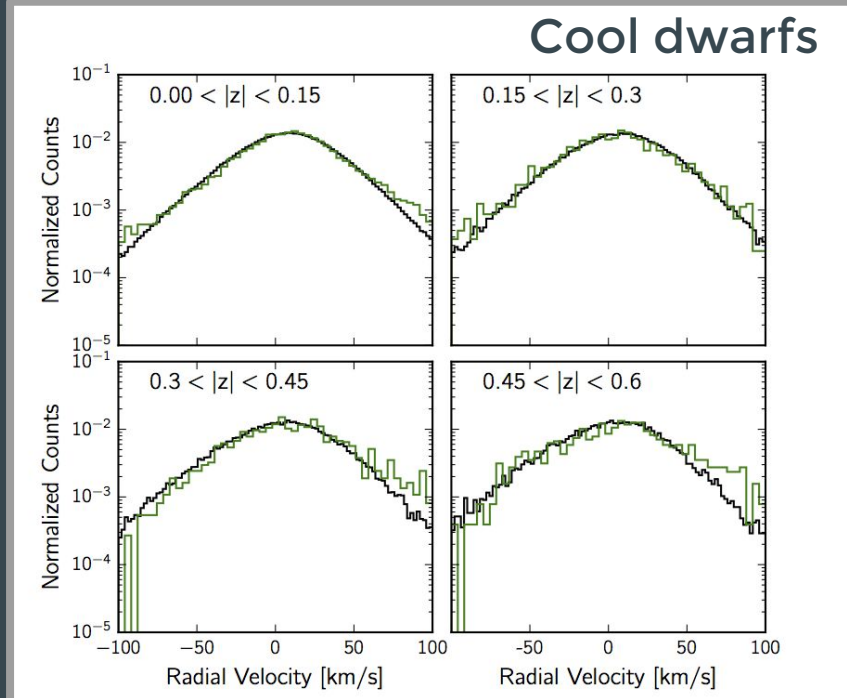 Cool dwarfs
10⁻¹
0.00 < |z| < 0.15
0.15 < |z| < 0.3
10⁻²
10⁻³
10⁻⁴
10⁻⁵
Normalized Counts
10⁻¹
0.3 < |z| < 0.45
0.45 < |z| < 0.6
10⁻²
10⁻³
10⁻⁴
10⁻⁵
Normalized Counts
−100 −50 0 50 100 -50 0 50 100
Radial Velocity [km/s] Radial Velocity [km/s]